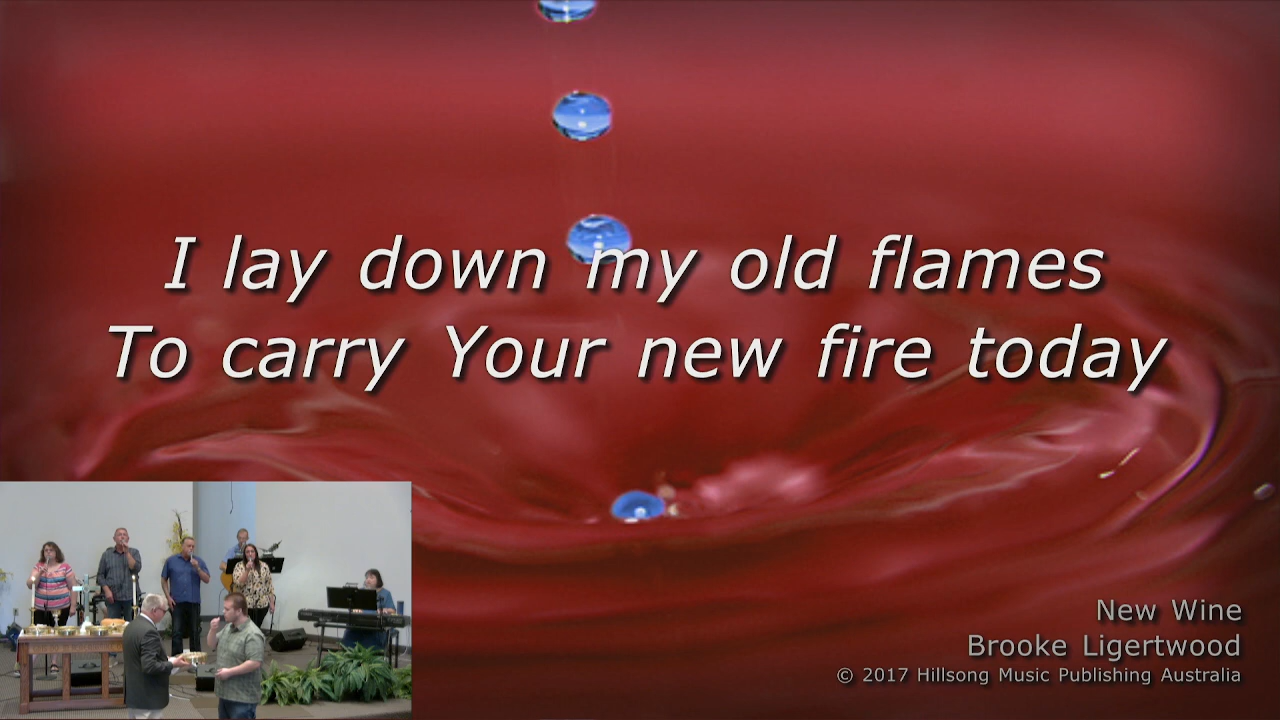 I lay down my old flames
To carry Your new fire today
New Wine
Brooke Ligertwood
© 2017 Hillsong Music Publishing Australia